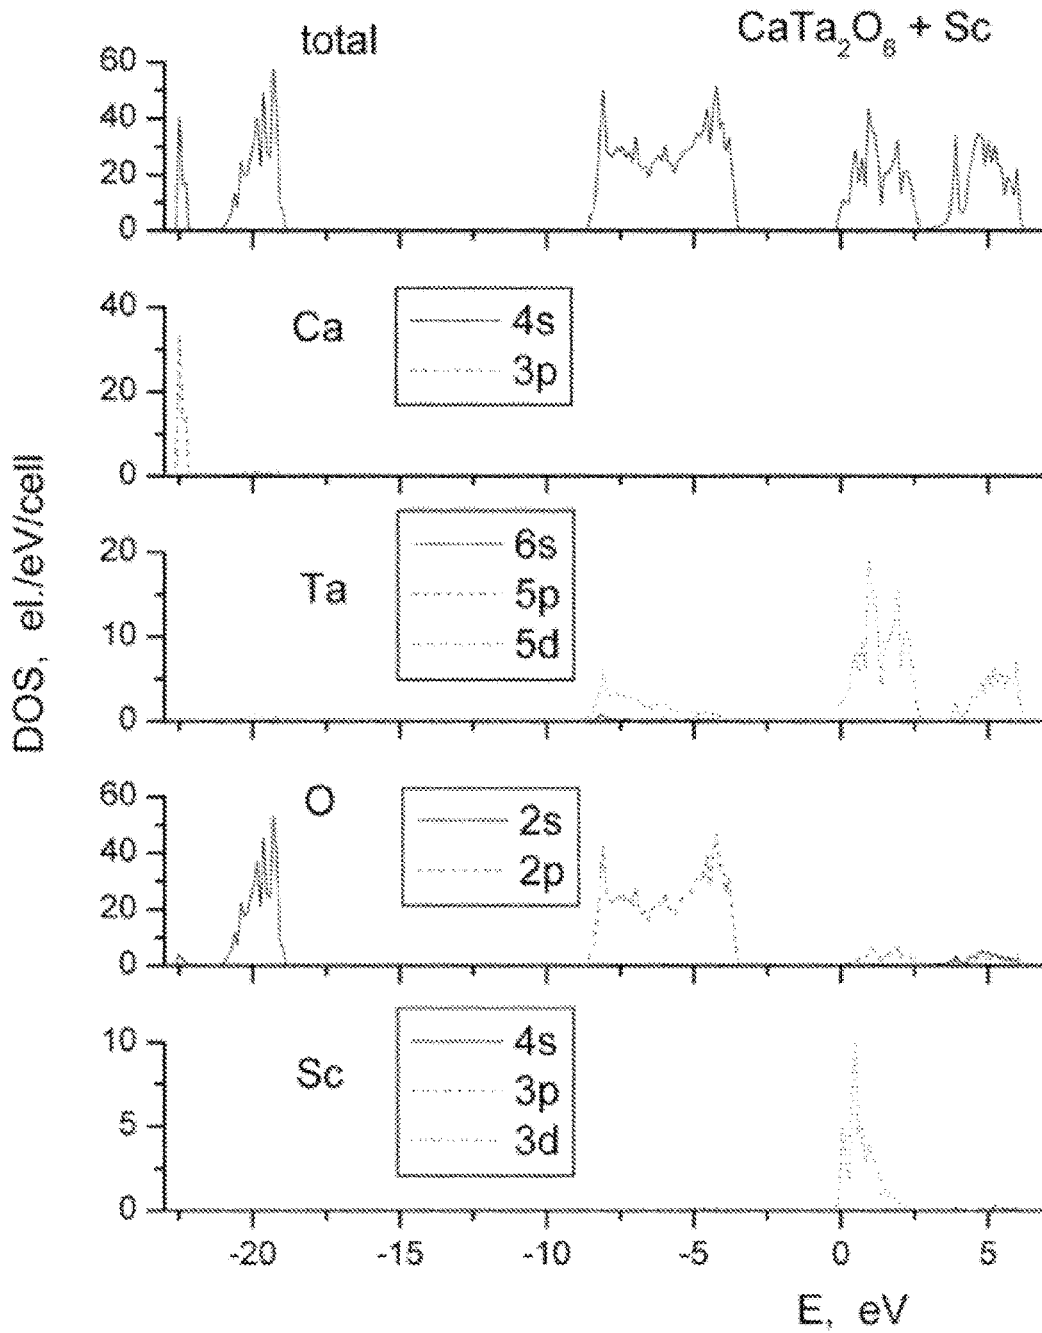 total
CaTa₂O₆ + Sc
60
40
20
0
Ca
4s
3p
40
20
0
Ta
6s
5p
5d
20
10
0
DOS, el./eV/cell
O
2s
2p
60
40
20
0
Sc
4s
3p
3d
10
5
0
-20 -15 -10 -5 0 5
E, eV